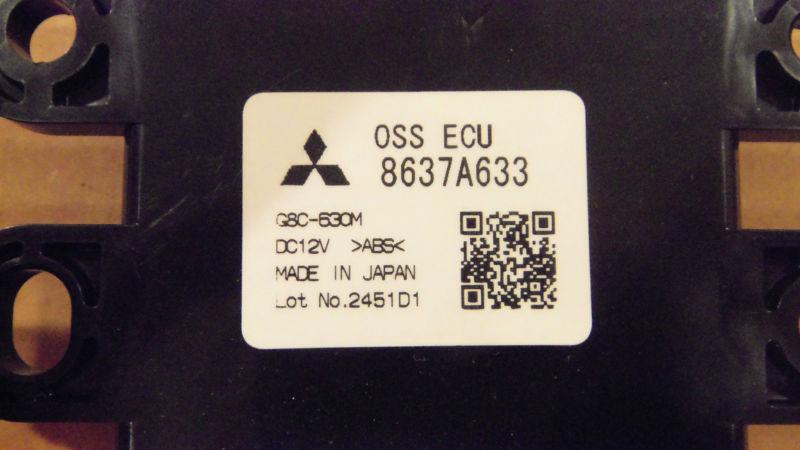 OSS ECU
8637A633
G8C-630M
DC12V >ABS<
MADE IN JAPAN
Lot No.2451D1